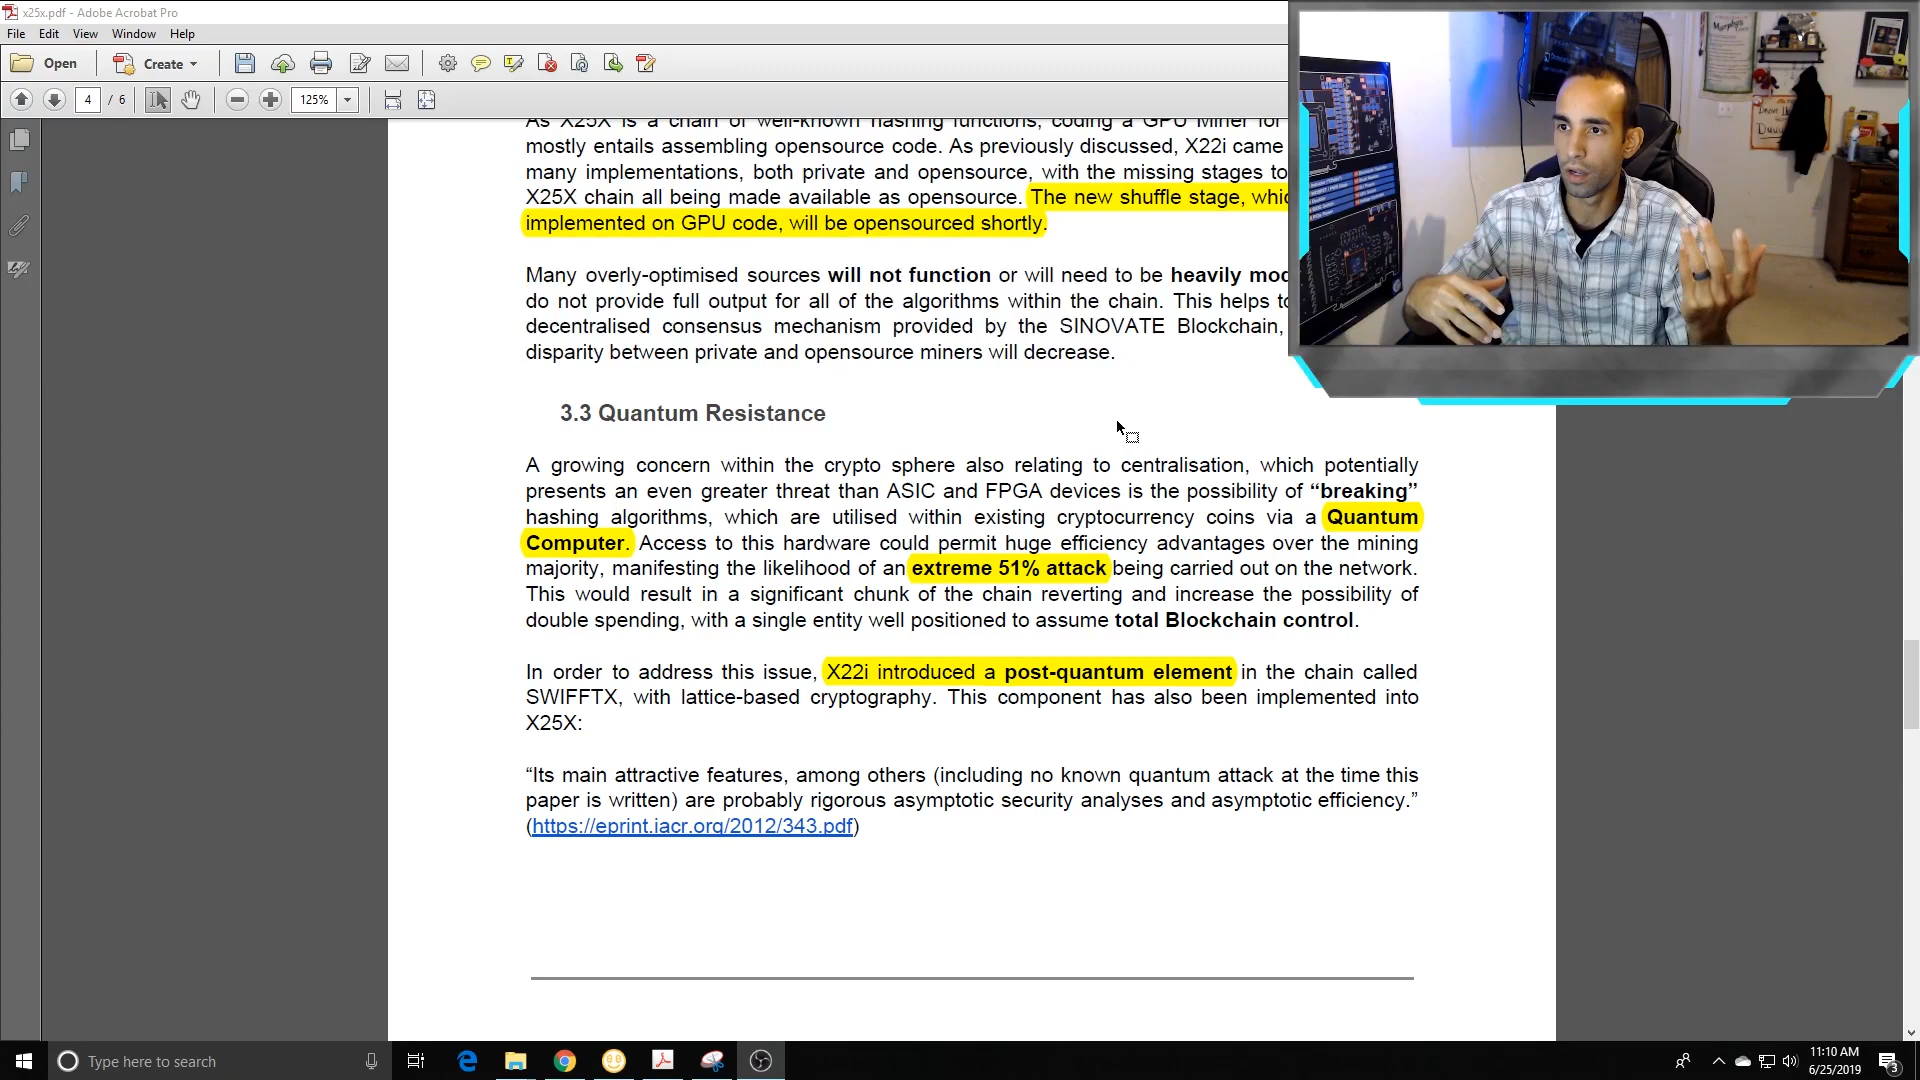 x25x.pdf - Adobe Acrobat Pro
File Edit View Window Help
Open Create
4 / 6 125%
As X25X is a chain of well-known hashing functions, coding a GPU Miner for
mostly entails assembling opensource code. As previously discussed, X22i came
many implementations, both private and opensource, with the missing stages to
X25X chain all being made available as opensource. The new shuffle stage,
implemented on GPU code, will be opensourced shortly.
Many overly-optimised sources will not function or will need to be heavily
do not provide full output for all of the algorithms within the chain. This helps
decentralised consensus mechanism provided by the SINOVATE Blockchain,
disparity between private and opensource miners will decrease.
3.3 Quantum Resistance
A growing concern within the crypto sphere also relating to centralisation, which potentially
presents an even greater threat than ASIC and FPGA devices is the possibility of “breaking”
hashing algorithms, which are utilised within existing cryptocurrency coins via a Quantum
Computer. Access to this hardware could permit huge efficiency advantages over the mining
majority, manifesting the likelihood of an extreme 51% attack being carried out on the network.
This would result in a significant chunk of the chain reverting and increase the possibility of
double spending, with a single entity well positioned to assume total Blockchain control.
In order to address this issue, X22i introduced a post-quantum element in the chain called
SWIFFTX, with lattice-based cryptography. This component has also been implemented into
X25X:
“Its main attractive features, among others (including no known quantum attack at the time this
paper is written) are probably rigorous asymptotic security analyses and asymptotic efficiency.”
(https://eprint.iacr.org/2012/343.pdf)
Type here to search
11:10 AM
6/25/2019
3